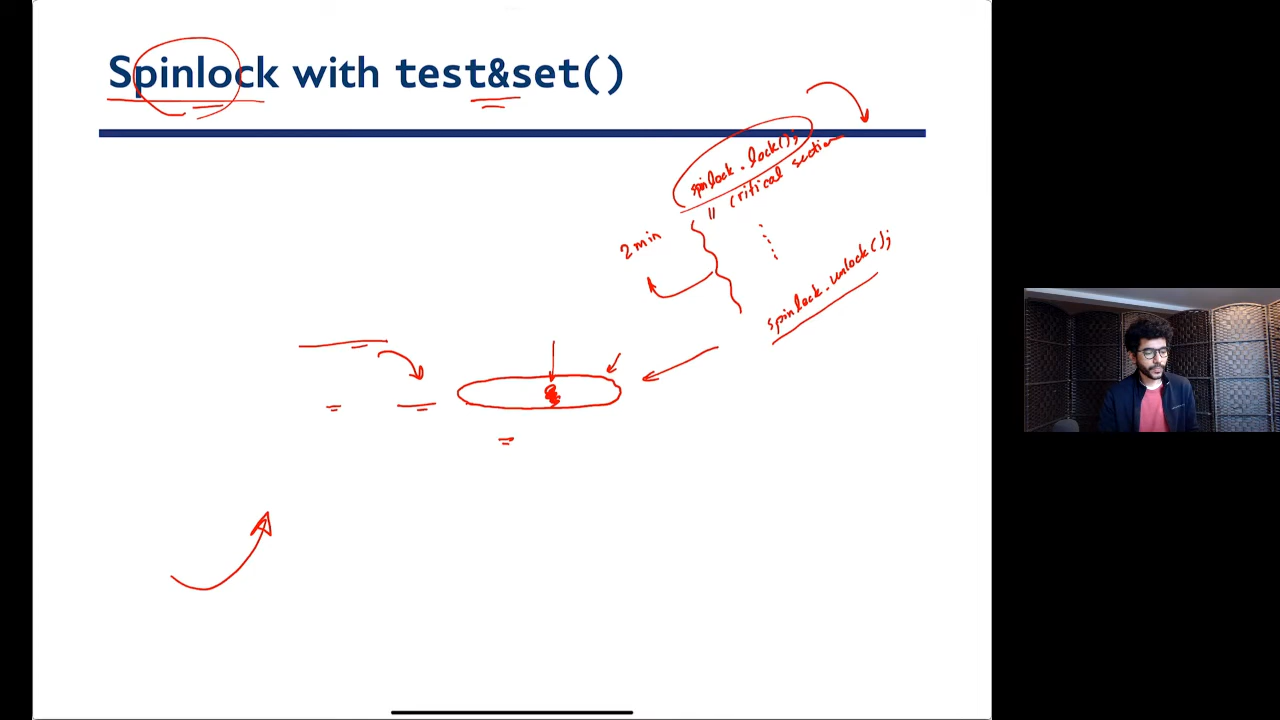 Spinlock with test&set()
spinlock.lock();
// critical section
2 min
spinlock.unlock();